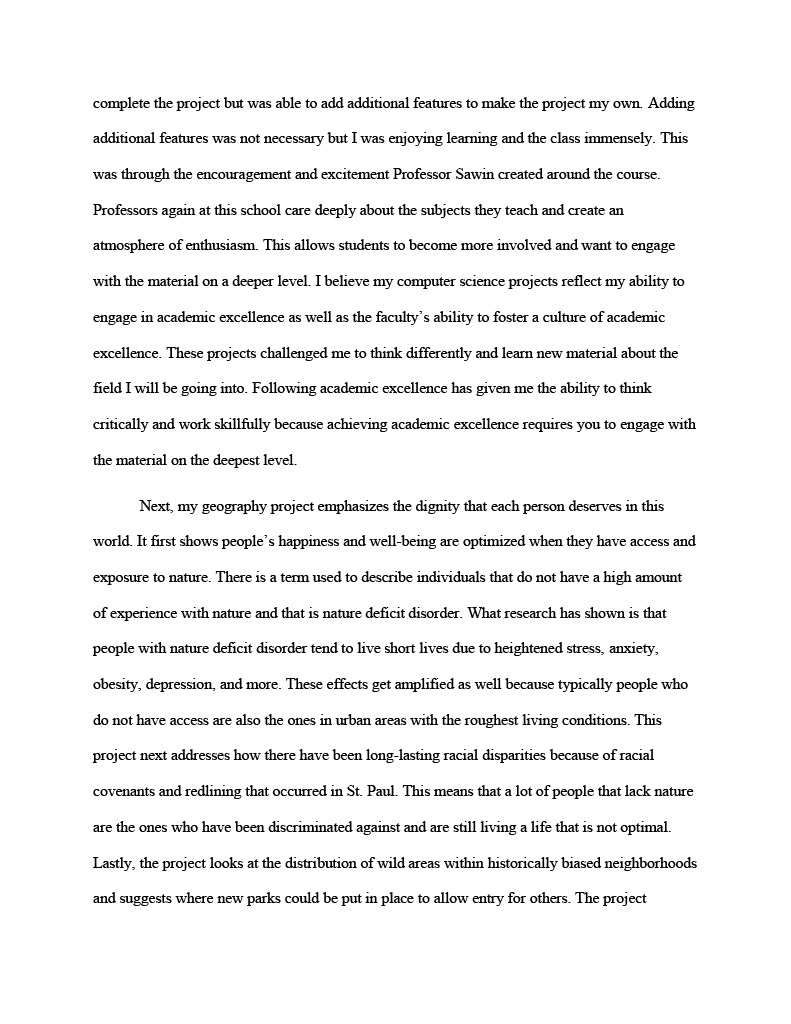 complete the project but was able to add additional features to make the project my own. Adding
additional features was not necessary but I was enjoying learning and the class immensely. This
was through the encouragement and excitement Professor Sawin created around the course.
Professors again at this school care deeply about the subjects they teach and create an
atmosphere of enthusiasm. This allows students to become more involved and want to engage
with the material on a deeper level. I believe my computer science projects reflect my ability to
engage in academic excellence as well as the faculty’s ability to foster a culture of academic
excellence. These projects challenged me to think differently and learn new material about the
field I will be going into. Following academic excellence has given me the ability to think
critically and work skillfully because achieving academic excellence requires you to engage with
the material on the deepest level.
Next, my geography project emphasizes the dignity that each person deserves in this
world. It first shows people’s happiness and well-being are optimized when they have access and
exposure to nature. There is a term used to describe individuals that do not have a high amount
of experience with nature and that is nature deficit disorder. What research has shown is that
people with nature deficit disorder tend to live short lives due to heightened stress, anxiety,
obesity, depression, and more. These effects get amplified as well because typically people who
do not have access are also the ones in urban areas with the roughest living conditions. This
project next addresses how there have been long-lasting racial disparities because of racial
covenants and redlining that occurred in St. Paul. This means that a lot of people that lack nature
are the ones who have been discriminated against and are still living a life that is not optimal.
Lastly, the project looks at the distribution of wild areas within historically biased neighborhoods
and suggests where new parks could be put in place to allow entry for others. The project